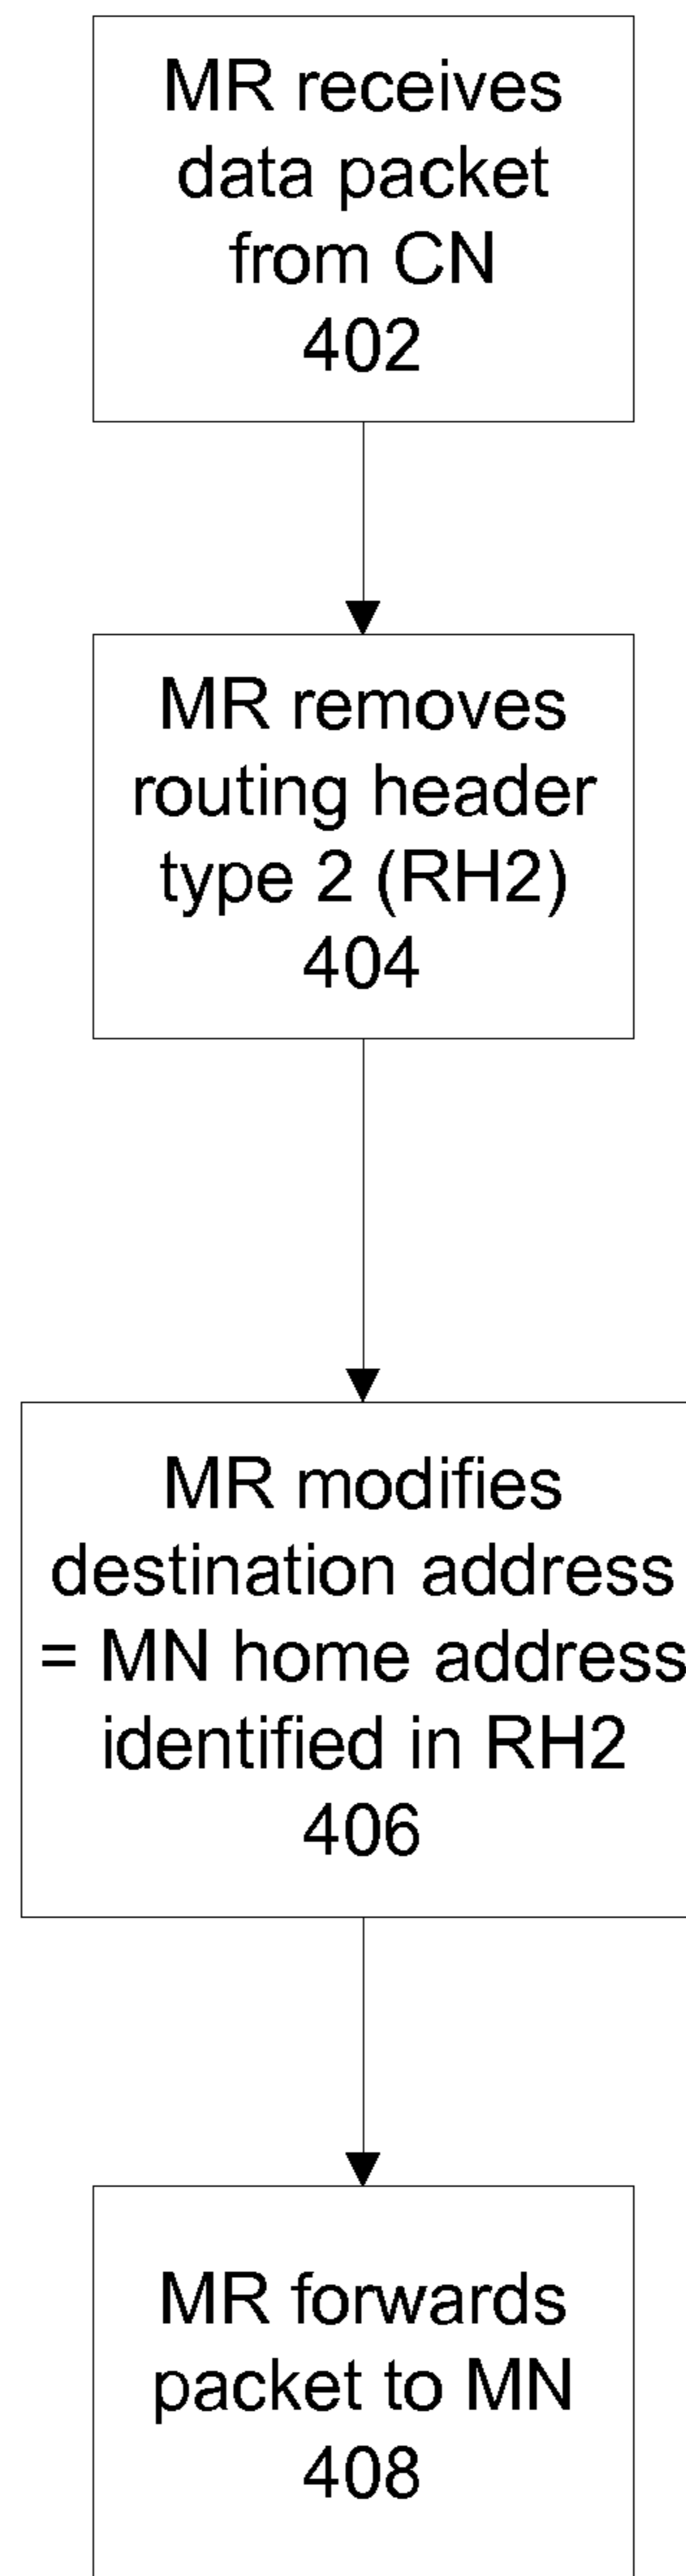 MR receives
data packet
from CN
402
MR removes
routing header
type 2 (RH2)
404
MR modifies
destination address
= MN home address
identified in RH2
406
MR forwards
packet to MN
408